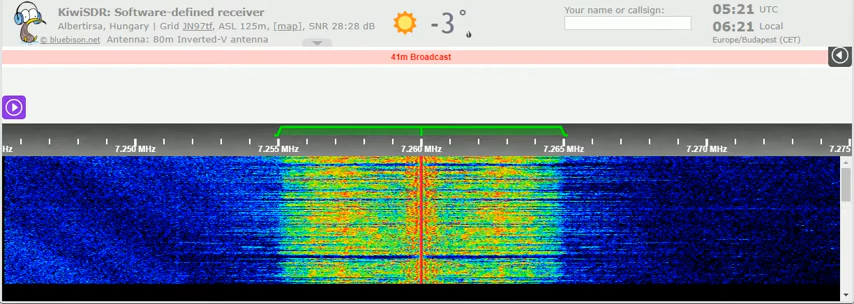 KiwiSDR: Software-defined receiver
Albertirsa, Hungary | Grid JN97tf, ASL 125m, [map], SNR 28:28 dB
© bluebison.net Antenna: 80m Inverted-V antenna
-3°
Your name or callsign:
05:21 UTC
06:21 Local
Europe/Budapest (CET)
41m Broadcast
Hz 7.250 MHz 7.255 MHz 7.260 MHz 7.265 MHz 7.270 MHz 7.275